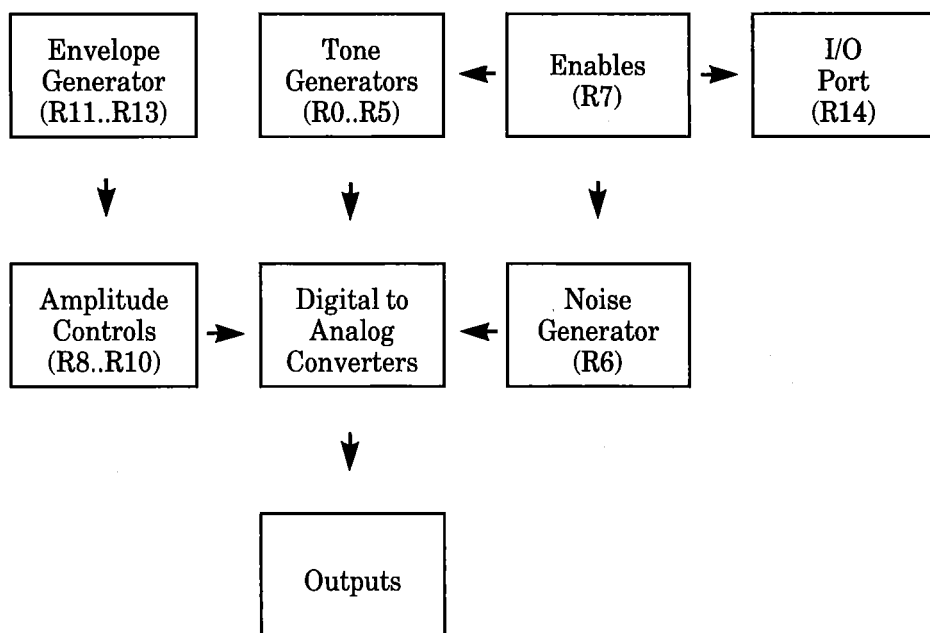 Envelope
Generator
(R11..R13)
Tone
Generators
(R0..R5)
Enables
(R7)
I/O
Port
(R14)
Amplitude
Controls
(R8..R10)
Digital to
Analog
Converters
Noise
Generator
(R6)
Outputs